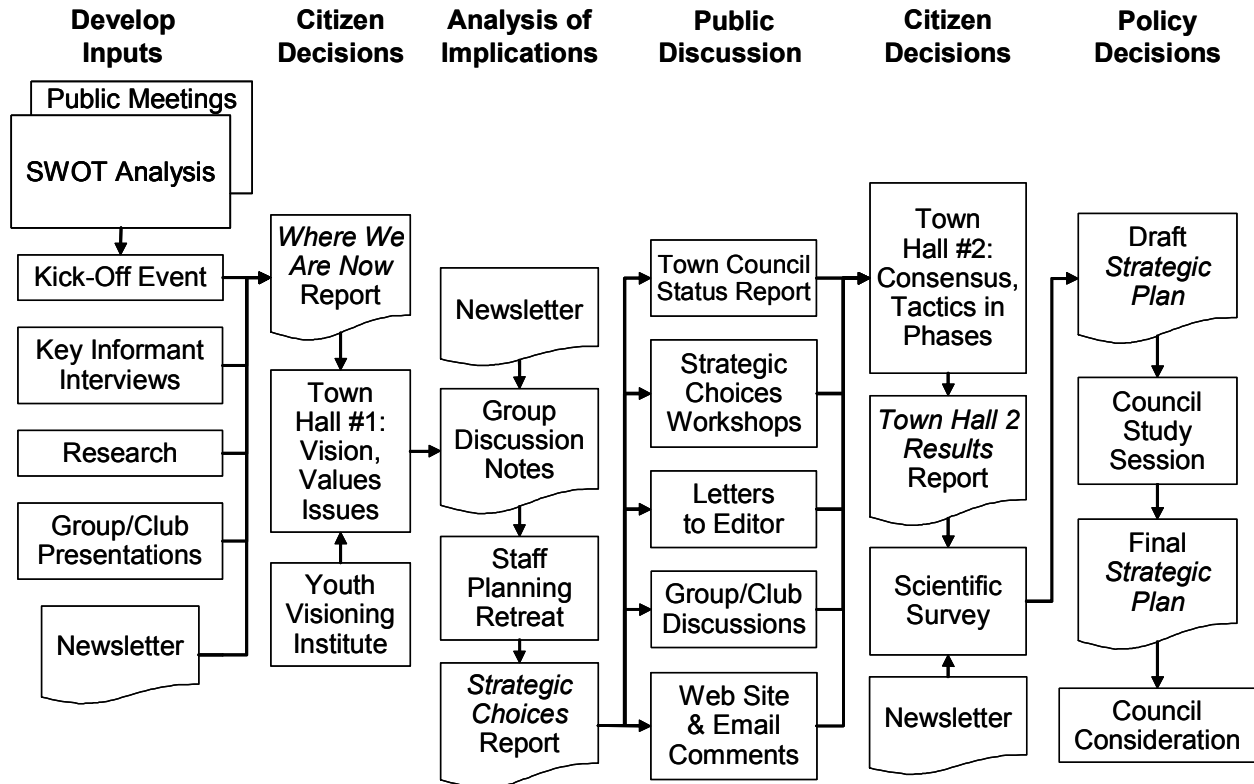 Develop
Inputs
Citizen
Decisions
Analysis of
Implications
Public
Discussion
Citizen
Decisions
Policy
Decisions
Public Meetings
SWOT Analysis
Kick-Off Event
Key Informant
Interviews
Research
Group/Club
Presentations
Newsletter
Where We
Are Now
Report
Town
Hall #1:
Vision,
Values
Issues
Youth
Visioning
Institute
Newsletter
Group
Discussion
Notes
Staff
Planning
Retreat
Strategic
Choices
Report
Town Council
Status Report
Strategic
Choices
Workshops
Letters
to Editor
Group/Club
Discussions
Web Site
& Email
Comments
Town
Hall #2:
Consensus,
Tactics in
Phases
Town Hall 2
Results
Report
Scientific
Survey
Newsletter
Draft
Strategic
Plan
Council
Study
Session
Final
Strategic
Plan
Council
Consideration